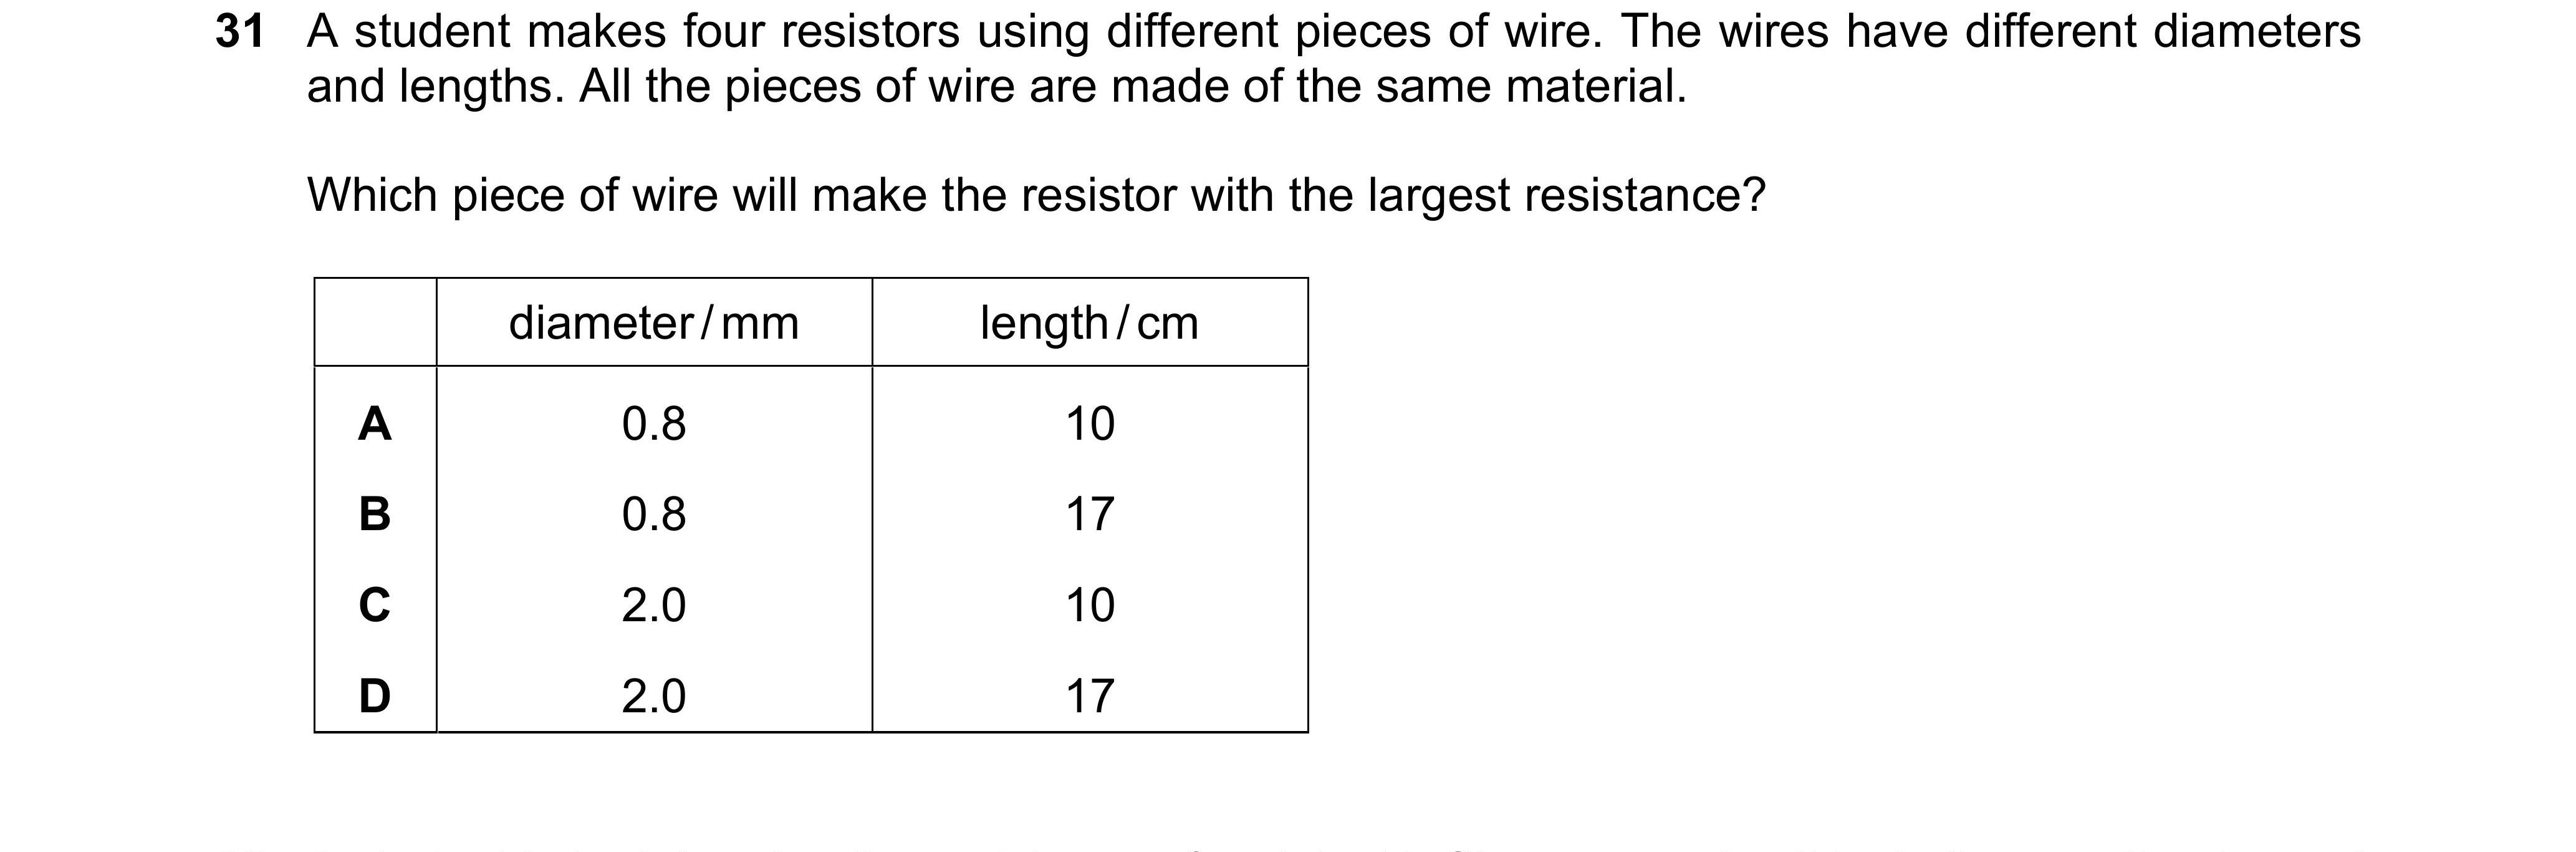 31 A student makes four resistors using different pieces of wire. The wires have different diameters
and lengths. All the pieces of wire are made of the same material.
Which piece of wire will make the resistor with the largest resistance?
diameter / mm length / cm
A 0.8 10
B 0.8 17
C 2.0 10
D 2.0 17